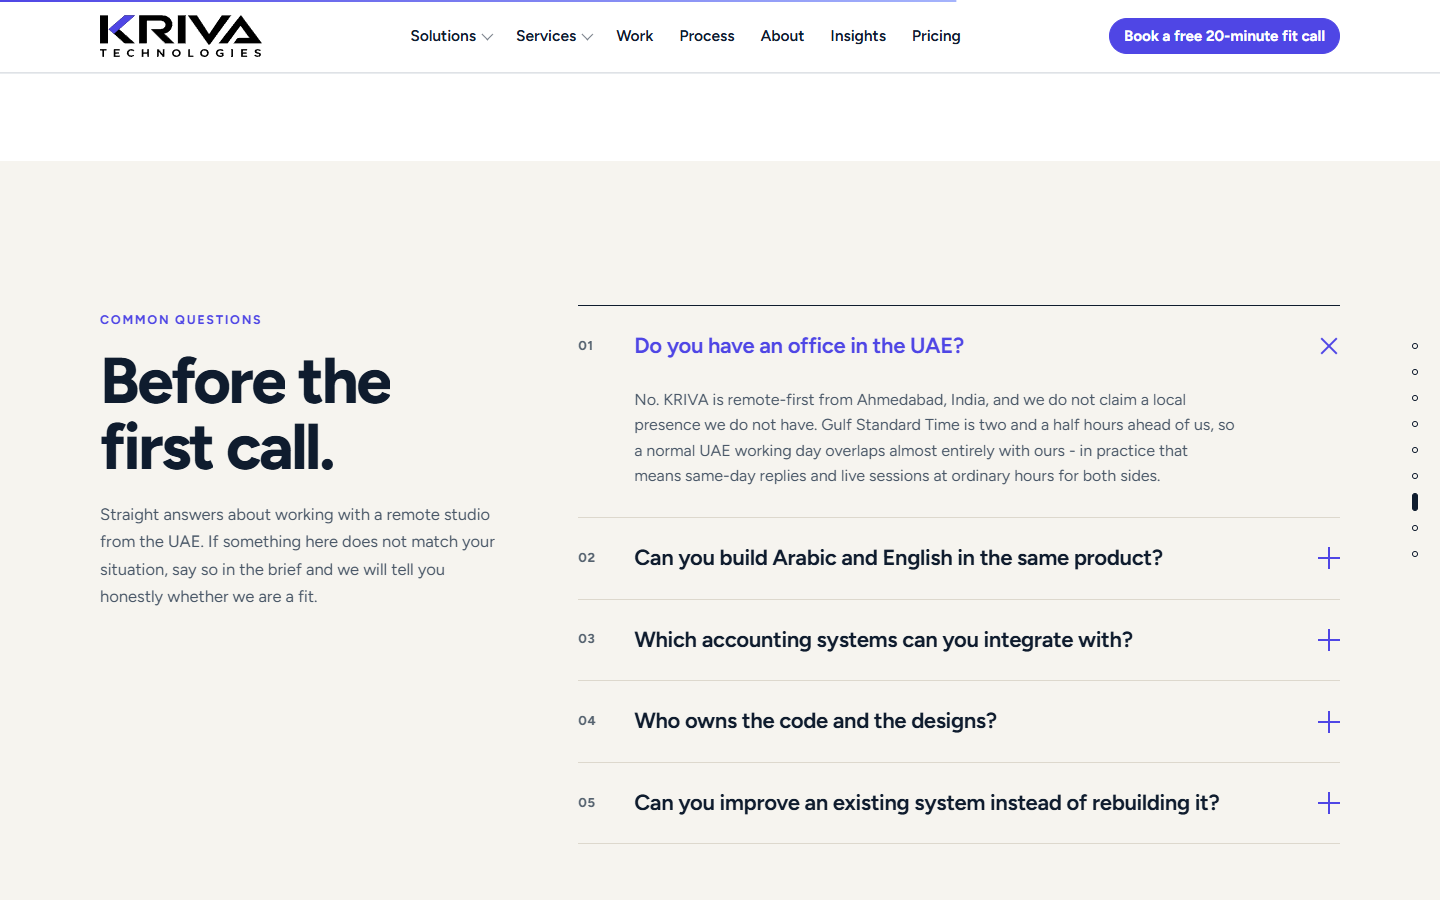 KRIVA
TECHNOLOGIES
Solutions
Services
Work
Process
About
Insights
Pricing
Book a free 20-minute fit call
COMMON QUESTIONS
Before the
first call.
Straight answers about working with a remote studio
from the UAE. If something here does not match your
situation, say so in the brief and we will tell you
honestly whether we are a fit.
01
Do you have an office in the UAE?
No. KRIVA is remote-first from Ahmedabad, India, and we do not claim a local
presence we do not have. Gulf Standard Time is two and a half hours ahead of us, so
a normal UAE working day overlaps almost entirely with ours - in practice that
means same-day replies and live sessions at ordinary hours for both sides.
02
Can you build Arabic and English in the same product?
03
Which accounting systems can you integrate with?
04
Who owns the code and the designs?
05
Can you improve an existing system instead of rebuilding it?